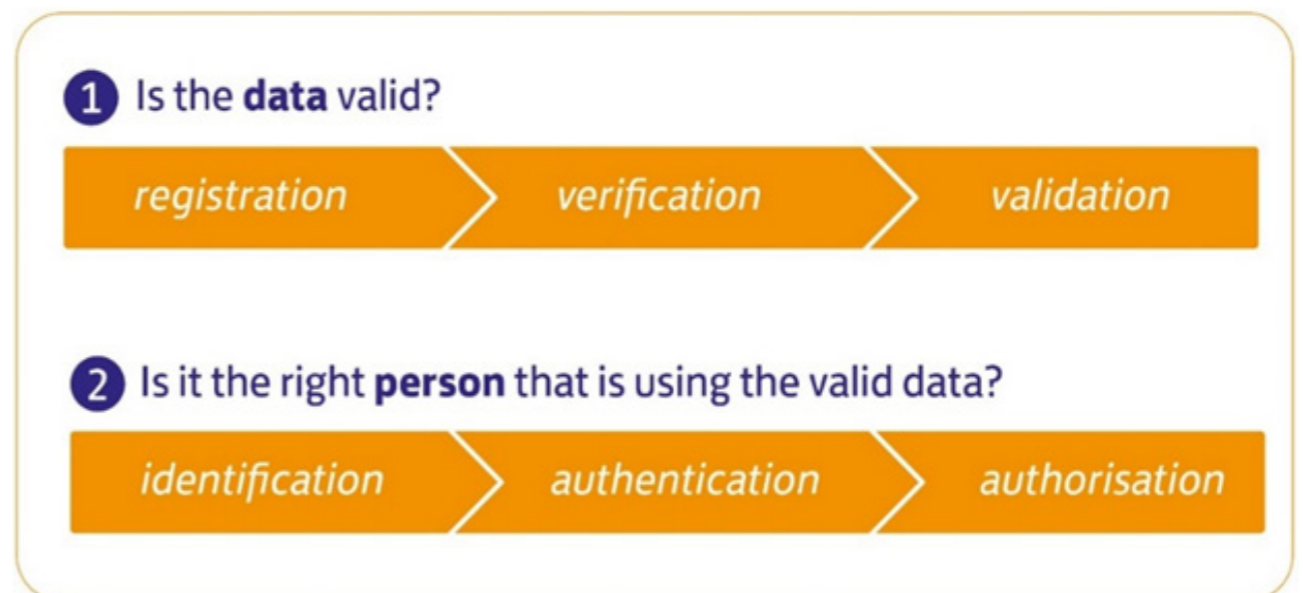 1 Is the data valid?
registration verification validation
2 Is it the right person that is using the valid data?
identification authentication authorisation